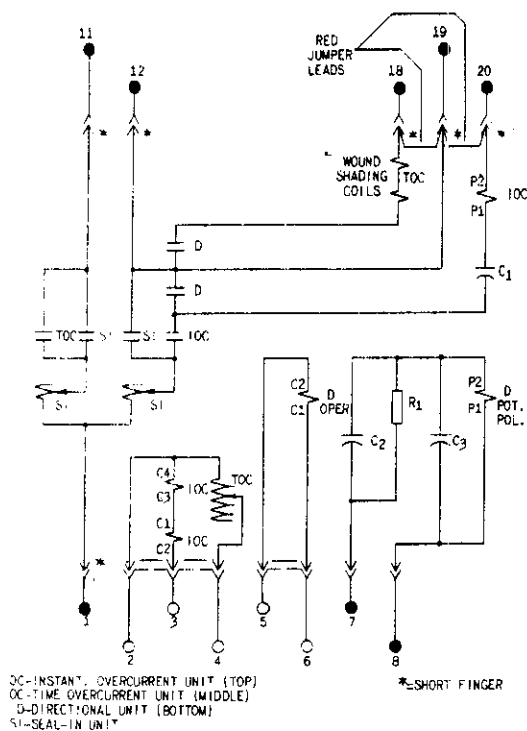 11
12
RED
JUMPER
LEADS
18
19
20
*
*
*
*
*
WOUND
SHADING
COILS
TOC
P2
IOC
P1
D
C1
D
TOC
SI
SI
IOC
SI
SI
C2
D
OPER
C1
P2
D
R1
P1
POT.
POL.
C2
C3
C4
IOC
TOC
C3
C1
IOC
C2
*
1
3
5
7
2
4
6
8
OC-INSTANT. OVERCURRENT UNIT (TOP)
OC-TIME OVERCURRENT UNIT (MIDDLE)
D-DIRECTIONAL UNIT (BOTTOM)
SI-SEAL-IN UNIT
*=SHORT FINGER